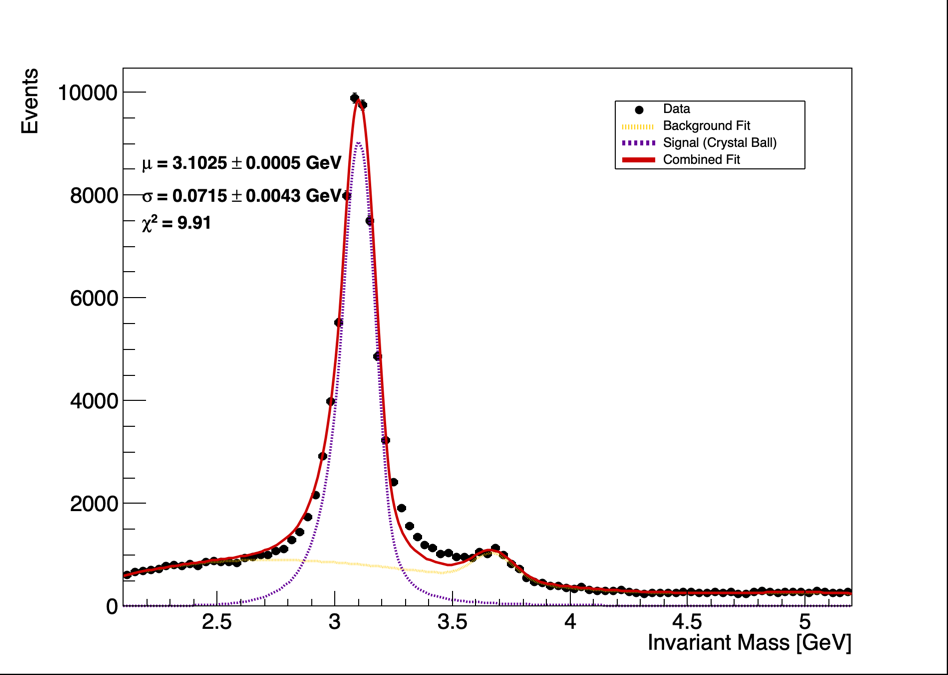 Events
10000
8000
6000
4000
2000
0
μ = 3.1025 ± 0.0005 GeV
σ = 0.0715 ± 0.0043 GeV
χ² = 9.91
Data
Background Fit
Signal (Crystal Ball)
Combined Fit
2.5 3 3.5 4 4.5 5
Invariant Mass [GeV]